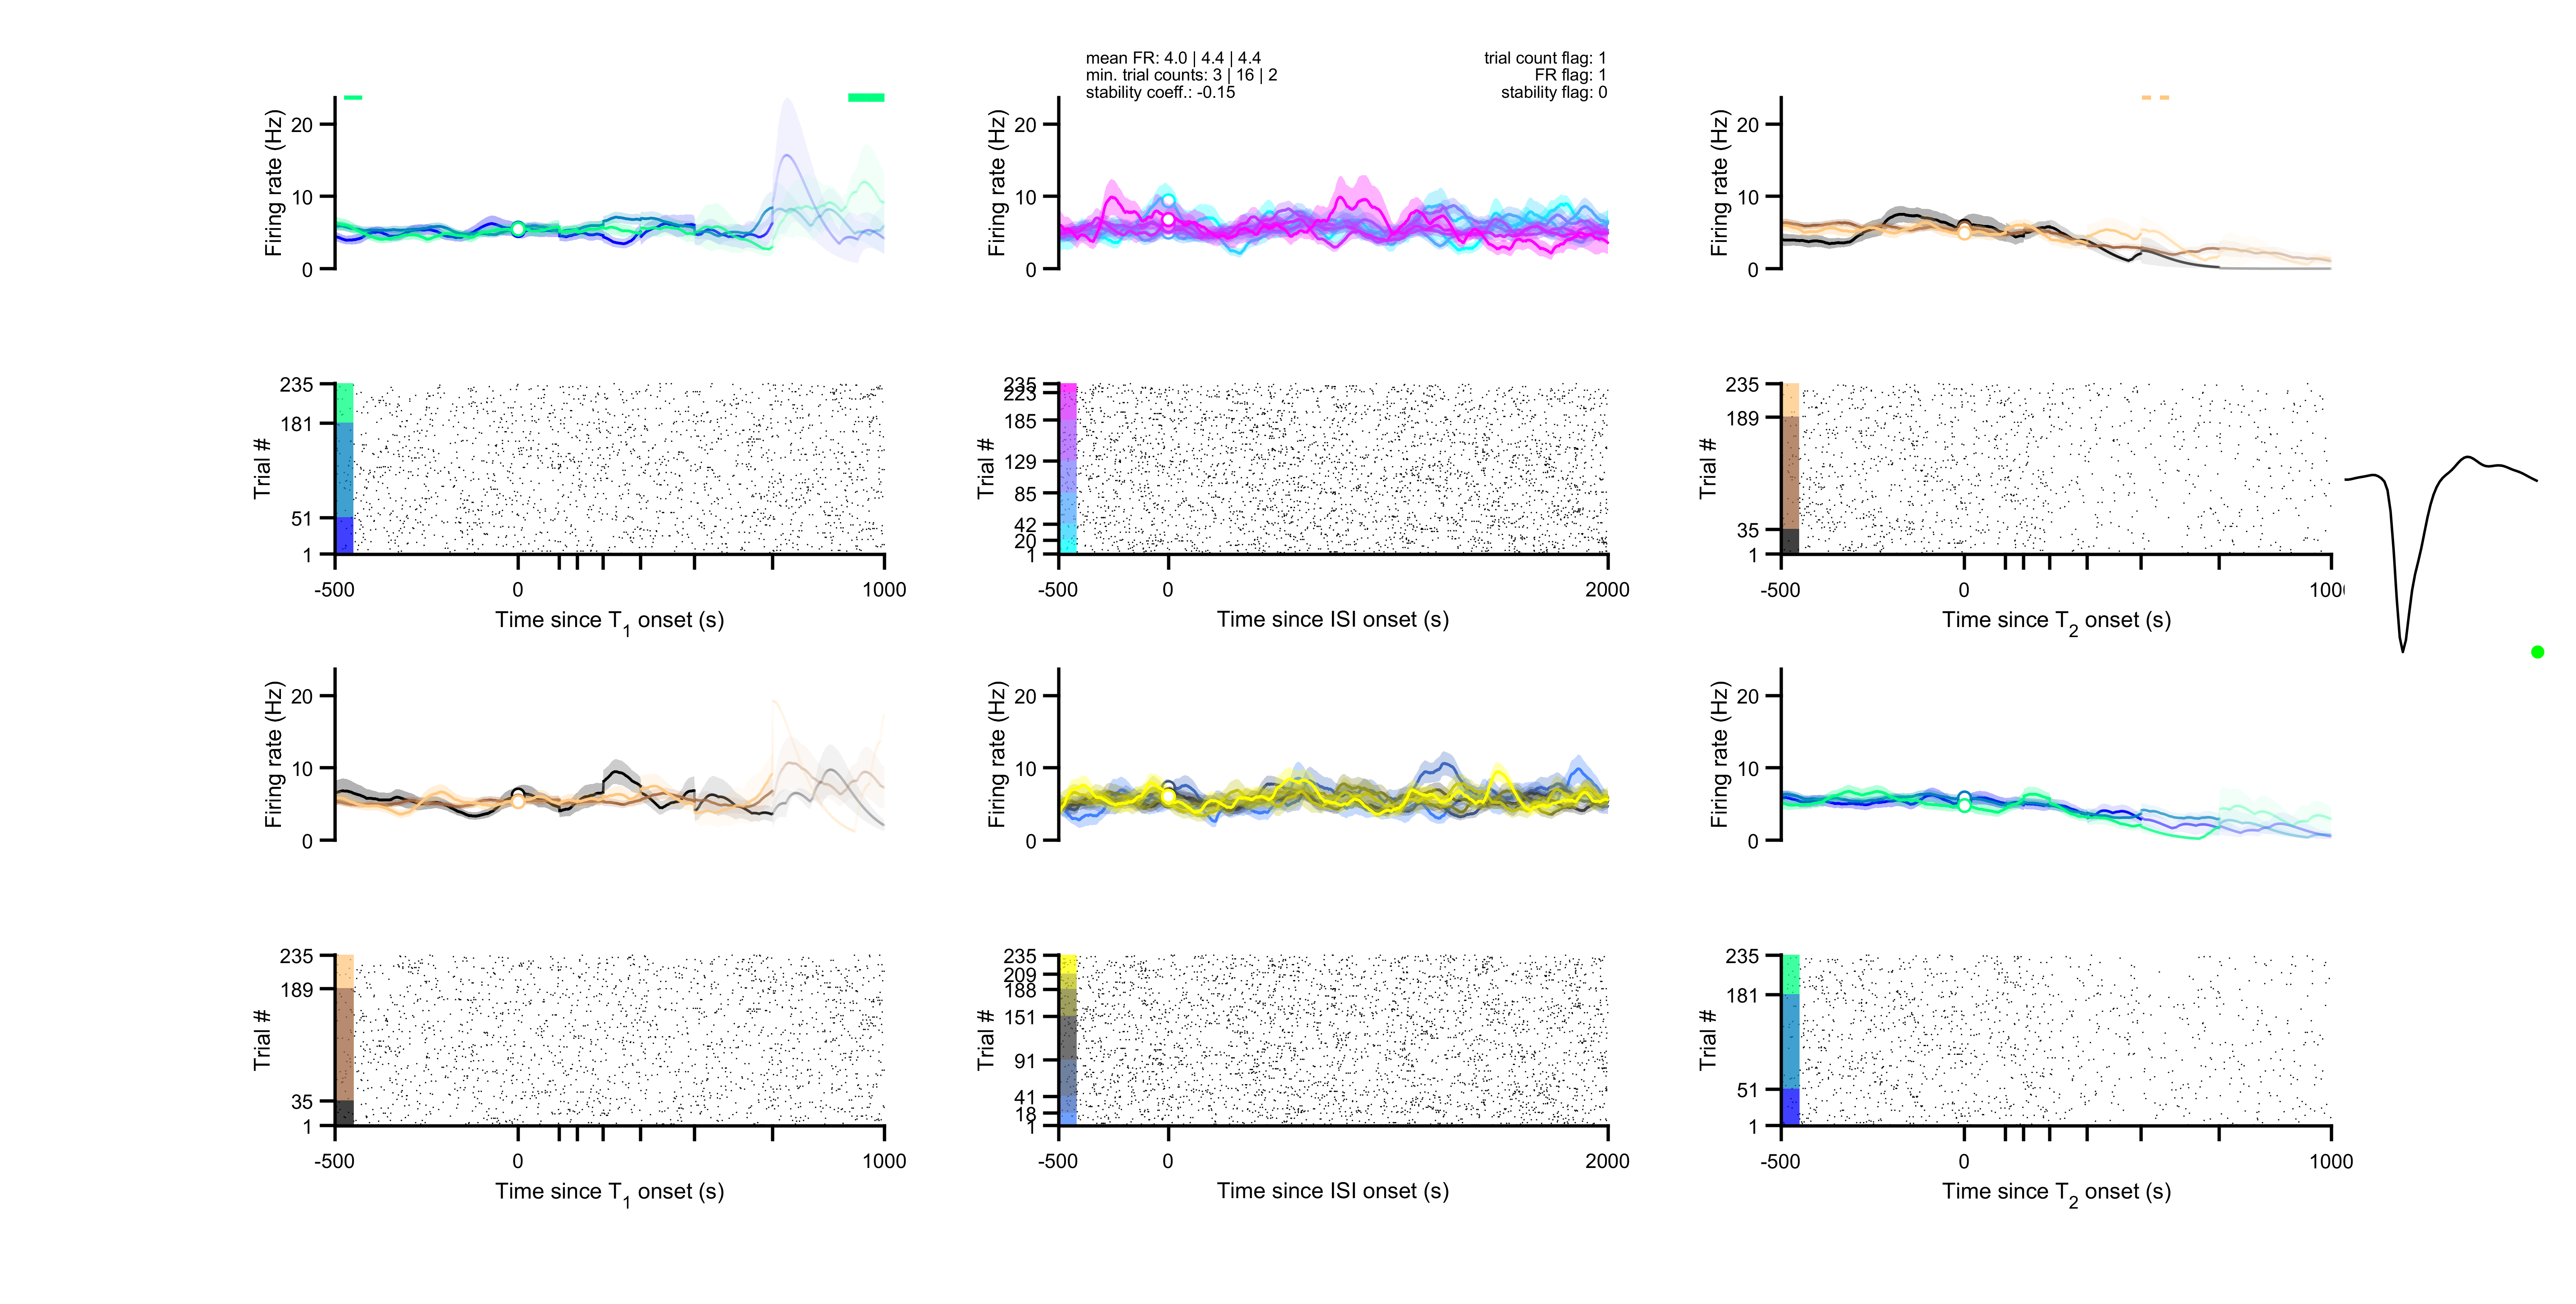 mean FR: 4.0 | 4.4 | 4.4
min. trial counts: 3 | 16 | 2
stability coeff.: -0.15
trial count flag: 1
FR flag: 1
stability flag: 0
Firing rate (Hz)
20
10
0
Firing rate (Hz)
20
10
0
Firing rate (Hz)
20
10
0
Trial #
235
181
51
1
-500
0
1000
Time since T1 onset (s)
Trial #
235
223
185
129
85
42
20
1
-500
0
2000
Time since ISI onset (s)
Trial #
235
189
35
1
-500
0
1000
Time since T2 onset (s)
Firing rate (Hz)
20
10
0
Firing rate (Hz)
20
10
0
Firing rate (Hz)
20
10
0
Trial #
235
189
35
1
-500
0
1000
Time since T1 onset (s)
Trial #
235
209
188
151
91
41
18
1
-500
0
2000
Time since ISI onset (s)
Trial #
235
181
51
1
-500
0
1000
Time since T2 onset (s)